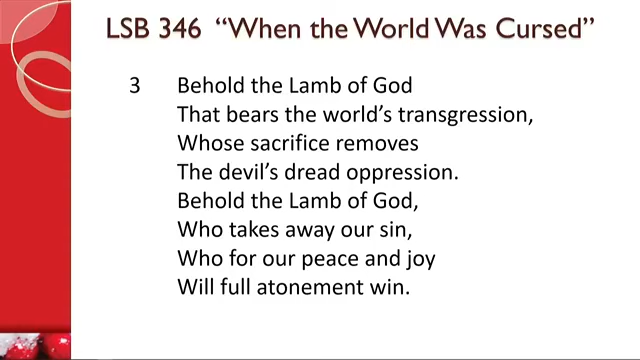 LSB 346 “When the World Was Cursed”
3 Behold the Lamb of God
That bears the world’s transgression,
Whose sacrifice removes
The devil’s dread oppression.
Behold the Lamb of God,
Who takes away our sin,
Who for our peace and joy
Will full atonement win.